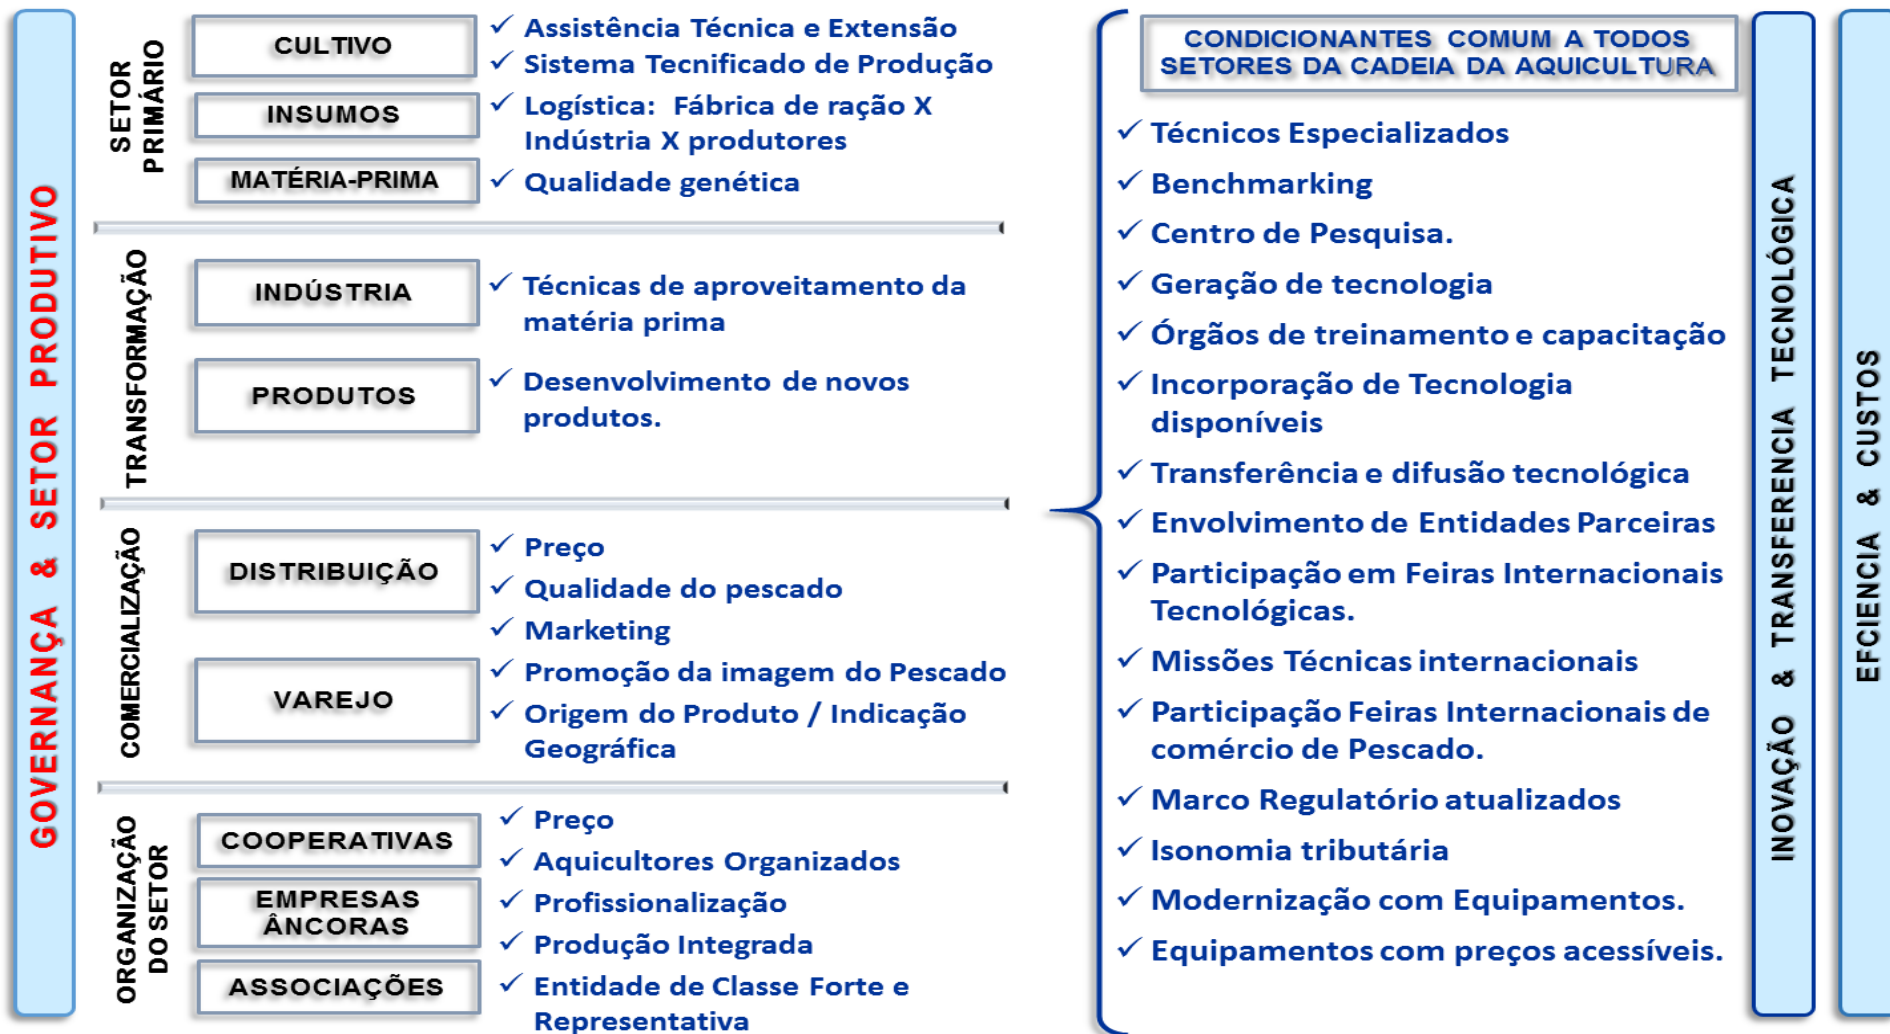 GOVERNANÇA & SETOR PRODUTIVO
SETOR
PRIMÁRIO
CULTIVO
✓ Assistência Técnica e Extensão
✓ Sistema Tecnificado de Produção
INSUMOS
✓ Logística: Fábrica de ração X
Indústria X produtores
MATÉRIA-PRIMA
✓ Qualidade genética
TRANSFORMAÇÃO
INDÚSTRIA
✓ Técnicas de aproveitamento da
matéria prima
PRODUTOS
✓ Desenvolvimento de novos
produtos.
COMERCIALIZAÇÃO
DISTRIBUIÇÃO
✓ Preço
✓ Qualidade do pescado
✓ Marketing
VAREJO
✓ Promoção da imagem do Pescado
✓ Origem do Produto / Indicação
Geográfica
ORGANIZAÇÃO
DO SETOR
COOPERATIVAS
EMPRESAS
ÂNCORAS
ASSOCIAÇÕES
✓ Preço
✓ Aquicultores Organizados
✓ Profissionalização
✓ Produção Integrada
✓ Entidade de Classe Forte e
Representativa
CONDICIONANTES COMUM A TODOS
SETORES DA CADEIA DA AQUICULTURA
✓ Técnicos Especializados
✓ Benchmarking
✓ Centro de Pesquisa.
✓ Geração de tecnologia
✓ Órgãos de treinamento e capacitação
✓ Incorporação de Tecnologia
disponíveis
✓ Transferência e difusão tecnológica
✓ Envolvimento de Entidades Parceiras
✓ Participação em Feiras Internacionais
Tecnológicas.
✓ Missões Técnicas internacionais
✓ Participação Feiras Internacionais de
comércio de Pescado.
✓ Marco Regulatório atualizados
✓ Isonomia tributária
✓ Modernização com Equipamentos.
✓ Equipamentos com preços acessíveis.
INOVAÇÃO & TRANSFERENCIA TECNOLÓGICA
EFCIENCIA & CUSTOS